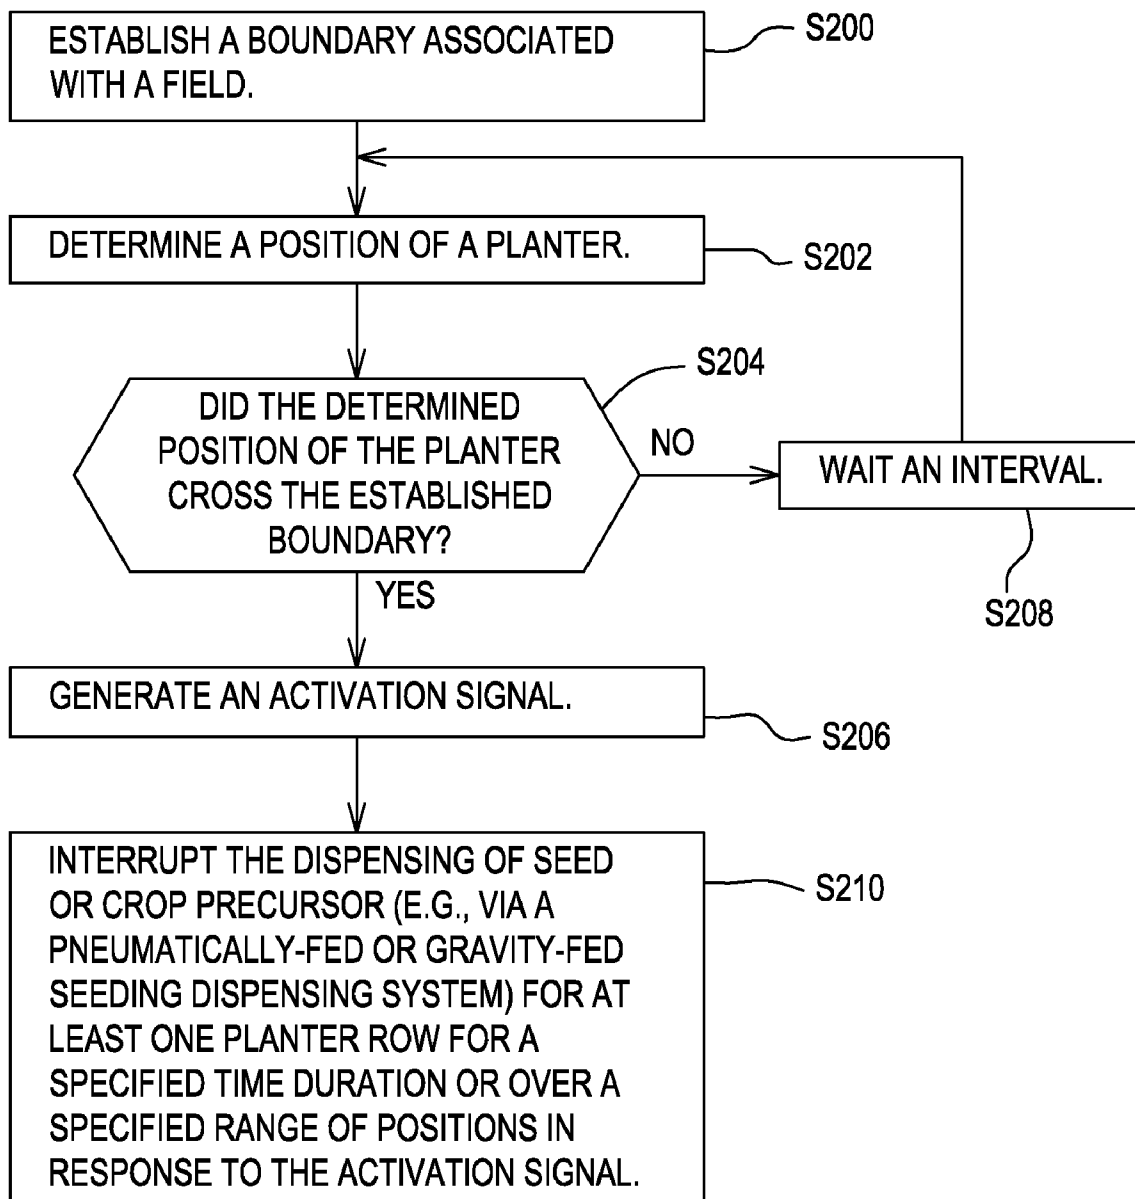 ESTABLISH A BOUNDARY ASSOCIATED
WITH A FIELD.
S200
DETERMINE A POSITION OF A PLANTER.
S202
DID THE DETERMINED
POSITION OF THE PLANTER
CROSS THE ESTABLISHED
BOUNDARY?
S204
NO
WAIT AN INTERVAL.
S208
YES
GENERATE AN ACTIVATION SIGNAL.
S206
INTERRUPT THE DISPENSING OF SEED
OR CROP PRECURSOR (E.G., VIA A
PNEUMATICALLY-FED OR GRAVITY-FED
SEEDING DISPENSING SYSTEM) FOR AT
LEAST ONE PLANTER ROW FOR A
SPECIFIED TIME DURATION OR OVER A
SPECIFIED RANGE OF POSITIONS IN
RESPONSE TO THE ACTIVATION SIGNAL.
S210